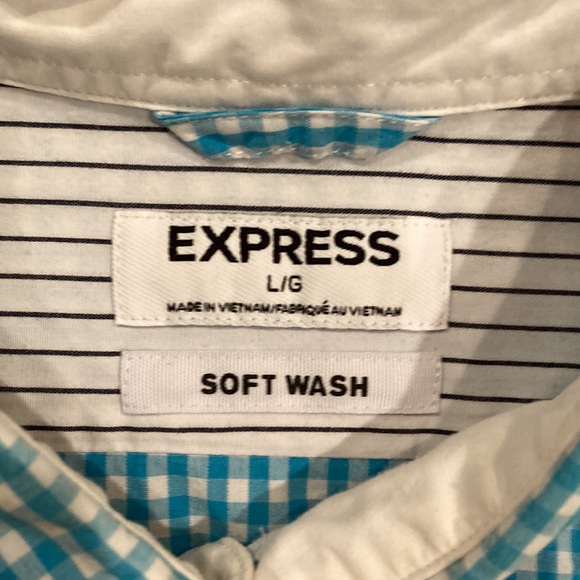 EXPRESS
L/G
MADE IN VIETNAM/FABRIQUÉ AU VIETNAM
SOFT WASH